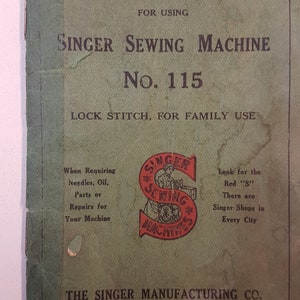 FOR USING
SINGER SEWING MACHINE
No. 115
LOCK STITCH, FOR FAMILY USE
When Requiring
Needles, Oil,
Parts or
Repairs for
Your Machine
SINGER
SEWING
MACHINES
Look for the
Red "S"
There are
Singer Shops in
Every City
THE SINGER MANUFACTURING CO.